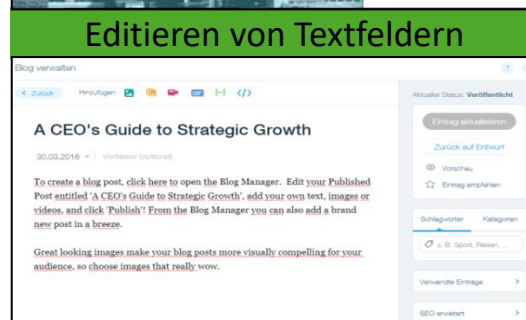 Editieren von Textfeldern
Blog verwalten
?
< Zurück Hinzufügen: GIF </>
A CEO's Guide to Strategic Growth
30.03.2016 Verfasser (optional)
To create a blog post, click here to open the Blog Manager. Edit your Published
Post entitled 'A CEO's Guide to Strategic Growth', add your own text, images or
videos, and click 'Publish'! From the Blog Manager you can also add a brand
new post in a breeze.
Great looking images make your blog posts more visually compelling for your
audience, so choose images that really wow.
Aktueller Status: Veröffentlicht
Eintrag aktualisieren
Zurück auf Entwurf
Vorschau
Eintrag empfehlen
Schlagwörter Kategorien
z. B. Sport, Reisen, ...
Verwandte Einträge >
SEO erweitert >